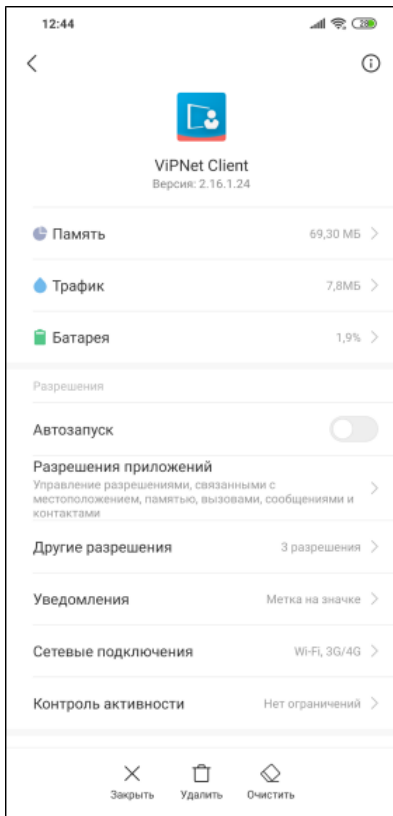 12:44
28
ViPNet Client
Версия: 2.16.1.24
Память 69,30 МБ
Трафик 7,8МБ
Батарея 1,9%
Разрешения
Автозапуск
Разрешения приложений
Управление разрешениями, связанными с
местоположением, памятью, вызовами, сообщениями и
контактами
Другие разрешения 3 разрешения
Уведомления Метка на значке
Сетевые подключения Wi-Fi, 3G/4G
Контроль активности Нет ограничений
Закрыть Удалить Очистить